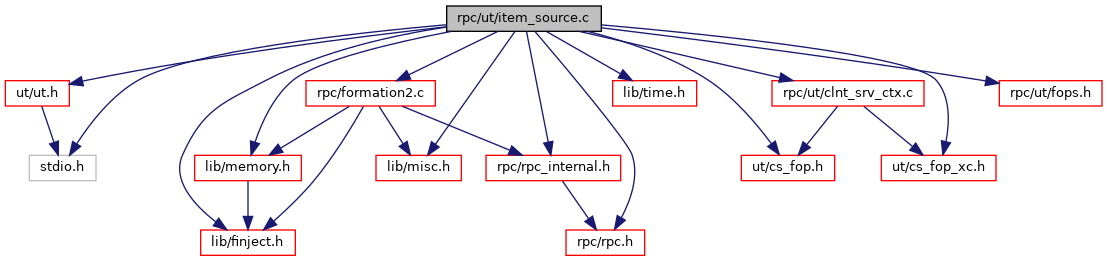 rpc/ut/item_source.c
ut/ut.h
rpc/formation2.c
lib/time.h
rpc/ut/clnt_srv_ctx.c
rpc/ut/fops.h
stdio.h
lib/memory.h
lib/misc.h
rpc/rpc_internal.h
ut/cs_fop.h
ut/cs_fop_xc.h
lib/finject.h
rpc/rpc.h